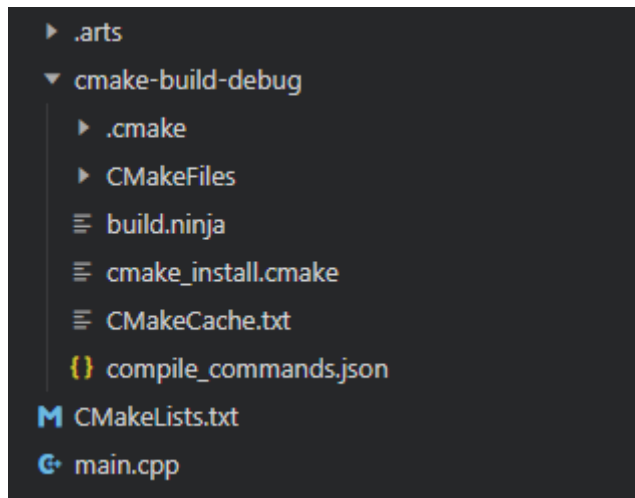 .arts
cmake-build-debug
.cmake
CMakeFiles
build.ninja
cmake_install.cmake
CMakeCache.txt
{} compile_commands.json
CMakeLists.txt
main.cpp